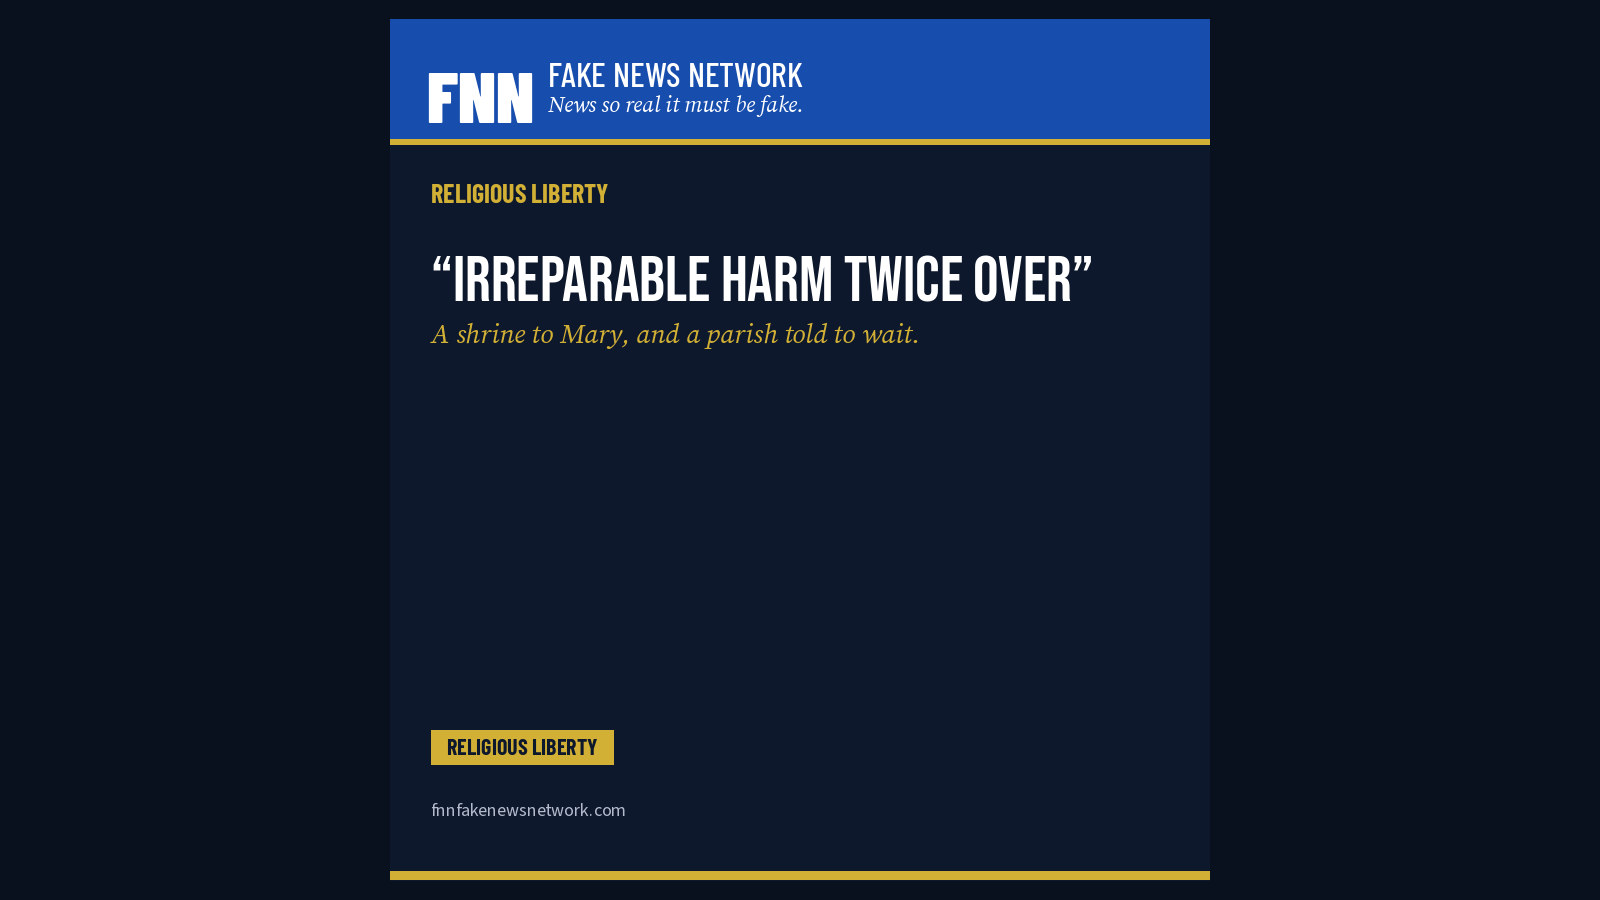 FNN
FAKE NEWS NETWORK
News so real it must be fake.
RELIGIOUS LIBERTY
“IRREPARABLE HARM TWICE OVER”
A shrine to Mary, and a parish told to wait.
RELIGIOUS LIBERTY
fnnfakenewsnetwork.com